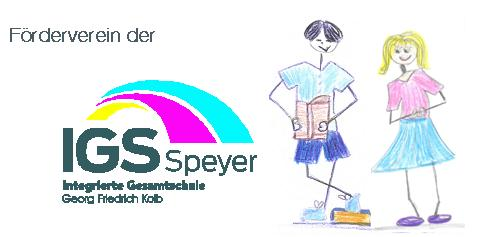 Förderverein der
IGS Speyer
Integrierte Gesamtschule
Georg Friedrich Kolb